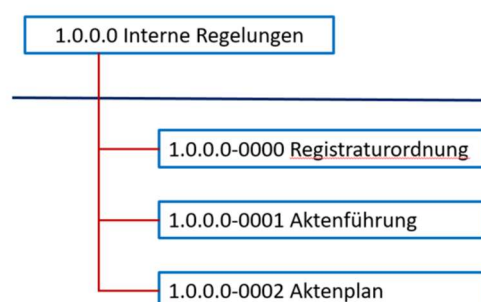 1.0.0.0 Interne Regelungen
1.0.0.0-0000 Registraturordnung
1.0.0.0-0001 Aktenführung
1.0.0.0-0002 Aktenplan